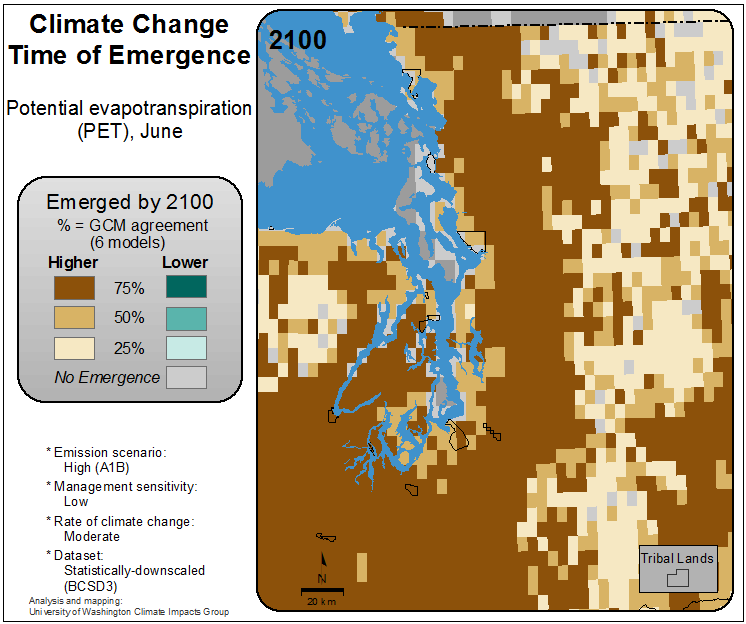 Climate Change
Time of Emergence
Potential evapotranspiration
(PET), June
Emerged by 2100
% = GCM agreement
(6 models)
Higher Lower
75%
50%
25%
No Emergence
* Emission scenario:
High (A1B)
* Management sensitivity:
Low
* Rate of climate change:
Moderate
* Dataset:
Statistically-downscaled
(BCSD3)
Analysis and mapping:
University of Washington Climate Impacts Group
2100
N
20 km
Tribal Lands